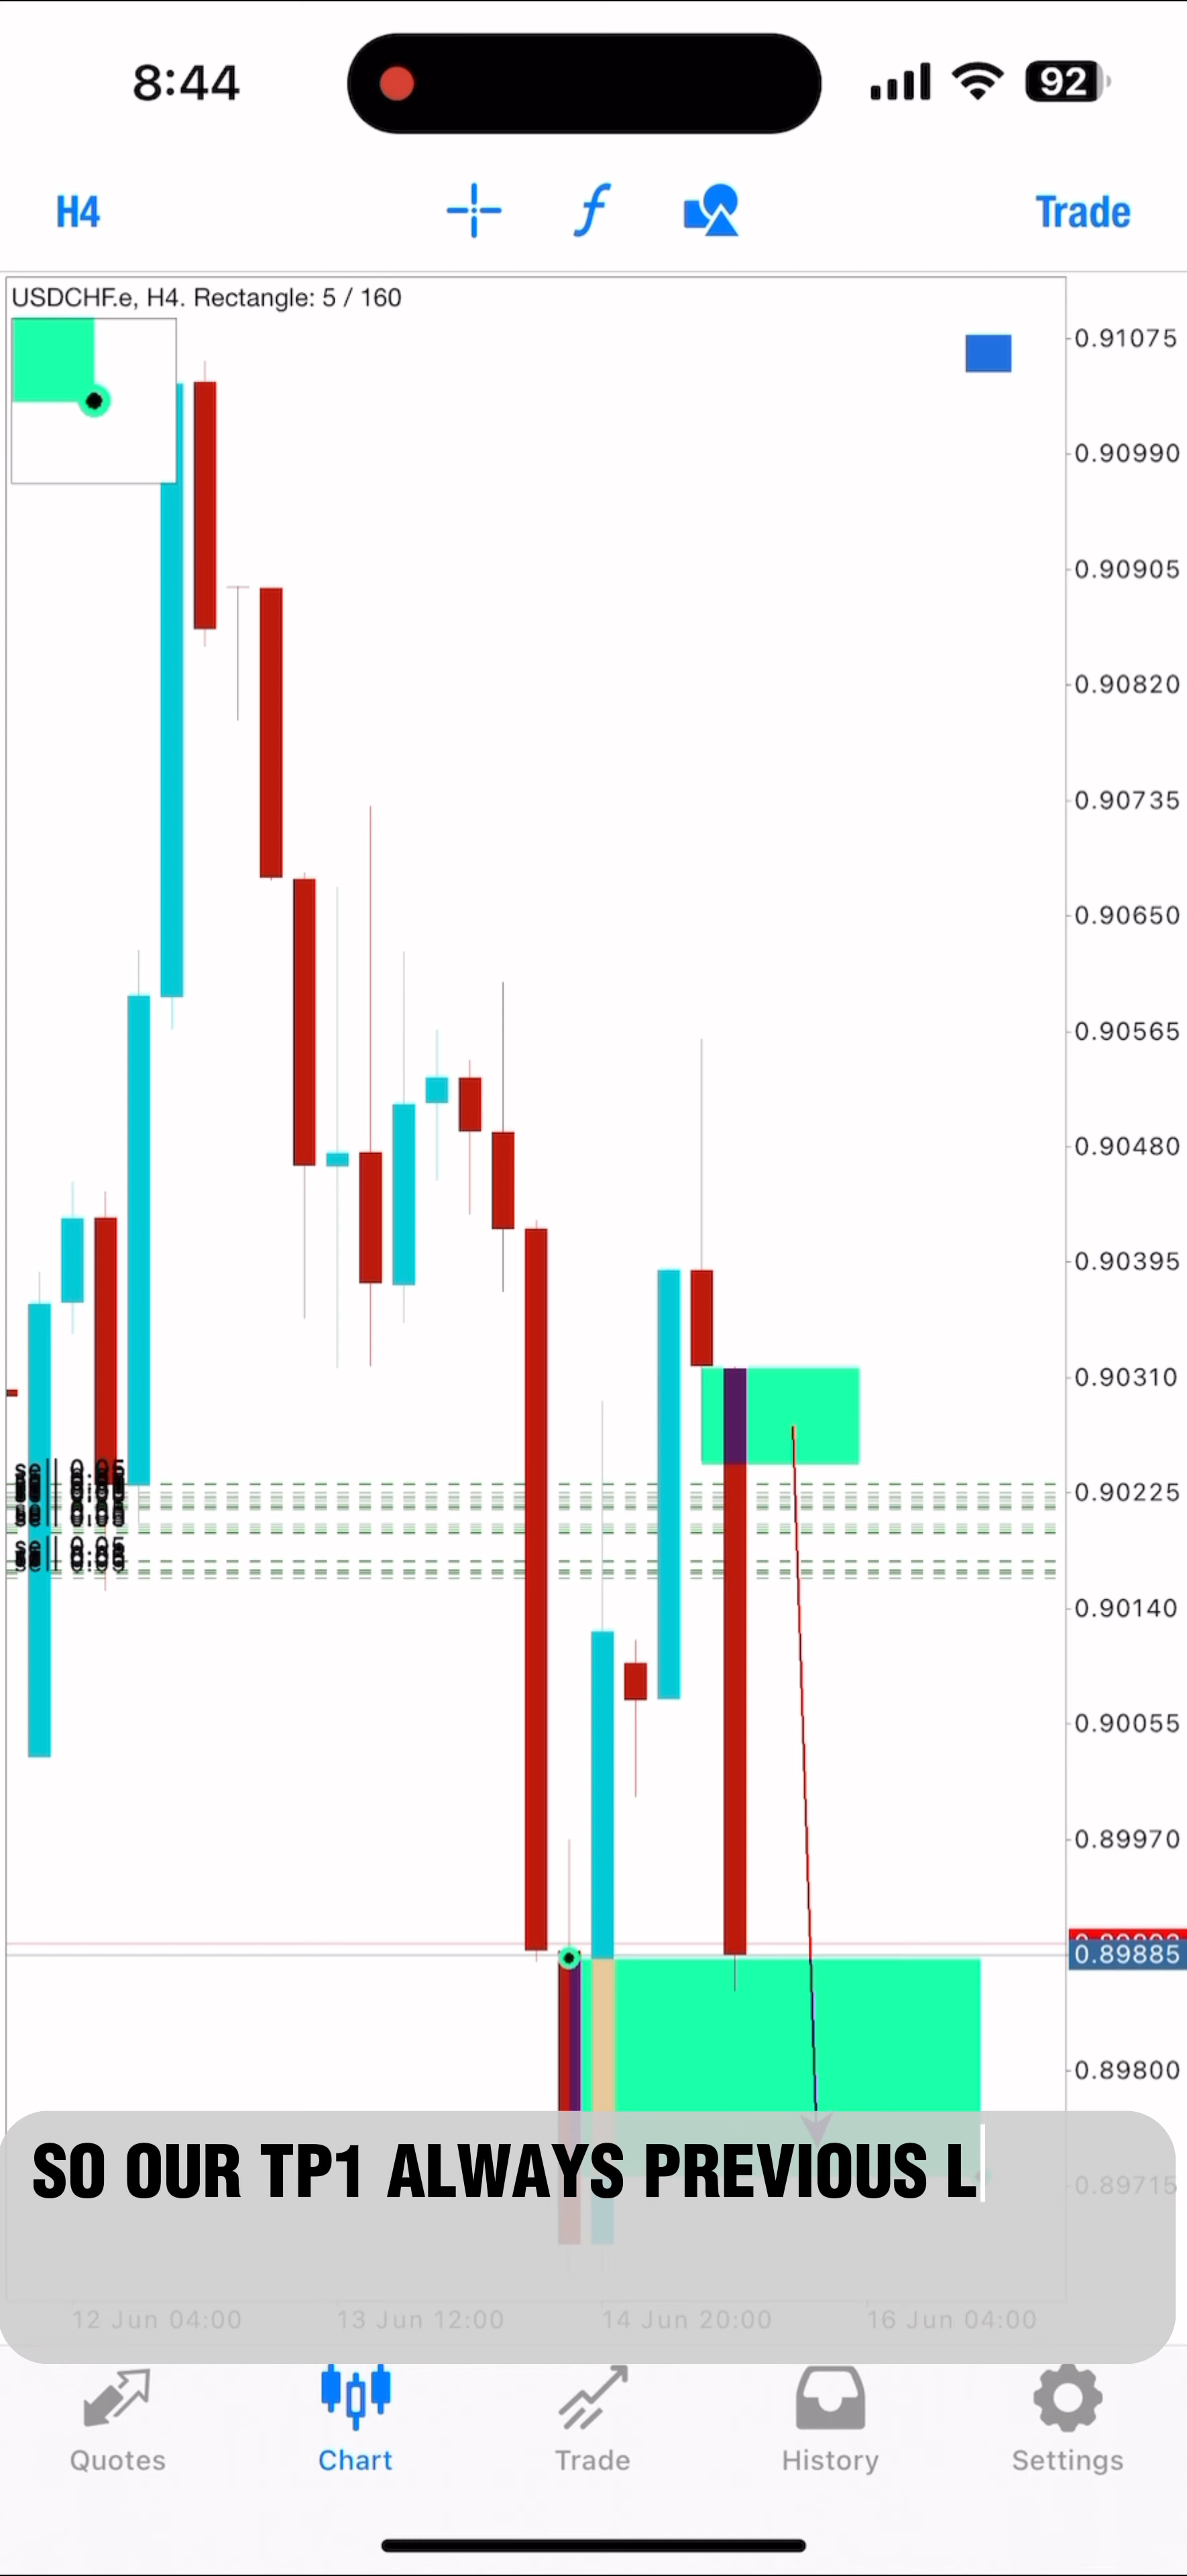 8:44
92
H4
f
Trade
USDCHF.e, H4. Rectangle: 5 / 160
0.91075
0.90990
0.90905
0.90820
0.90735
0.90650
0.90565
0.90480
0.90395
0.90310
0.90225
0.90140
0.90055
0.89970
0.89885
0.89800
SO OUR TP1 ALWAYS PREVIOUS L
0.89715
12 Jun 04:00
13 Jun 12:00
14 Jun 20:00
16 Jun 04:00
Quotes
Chart
Trade
History
Settings